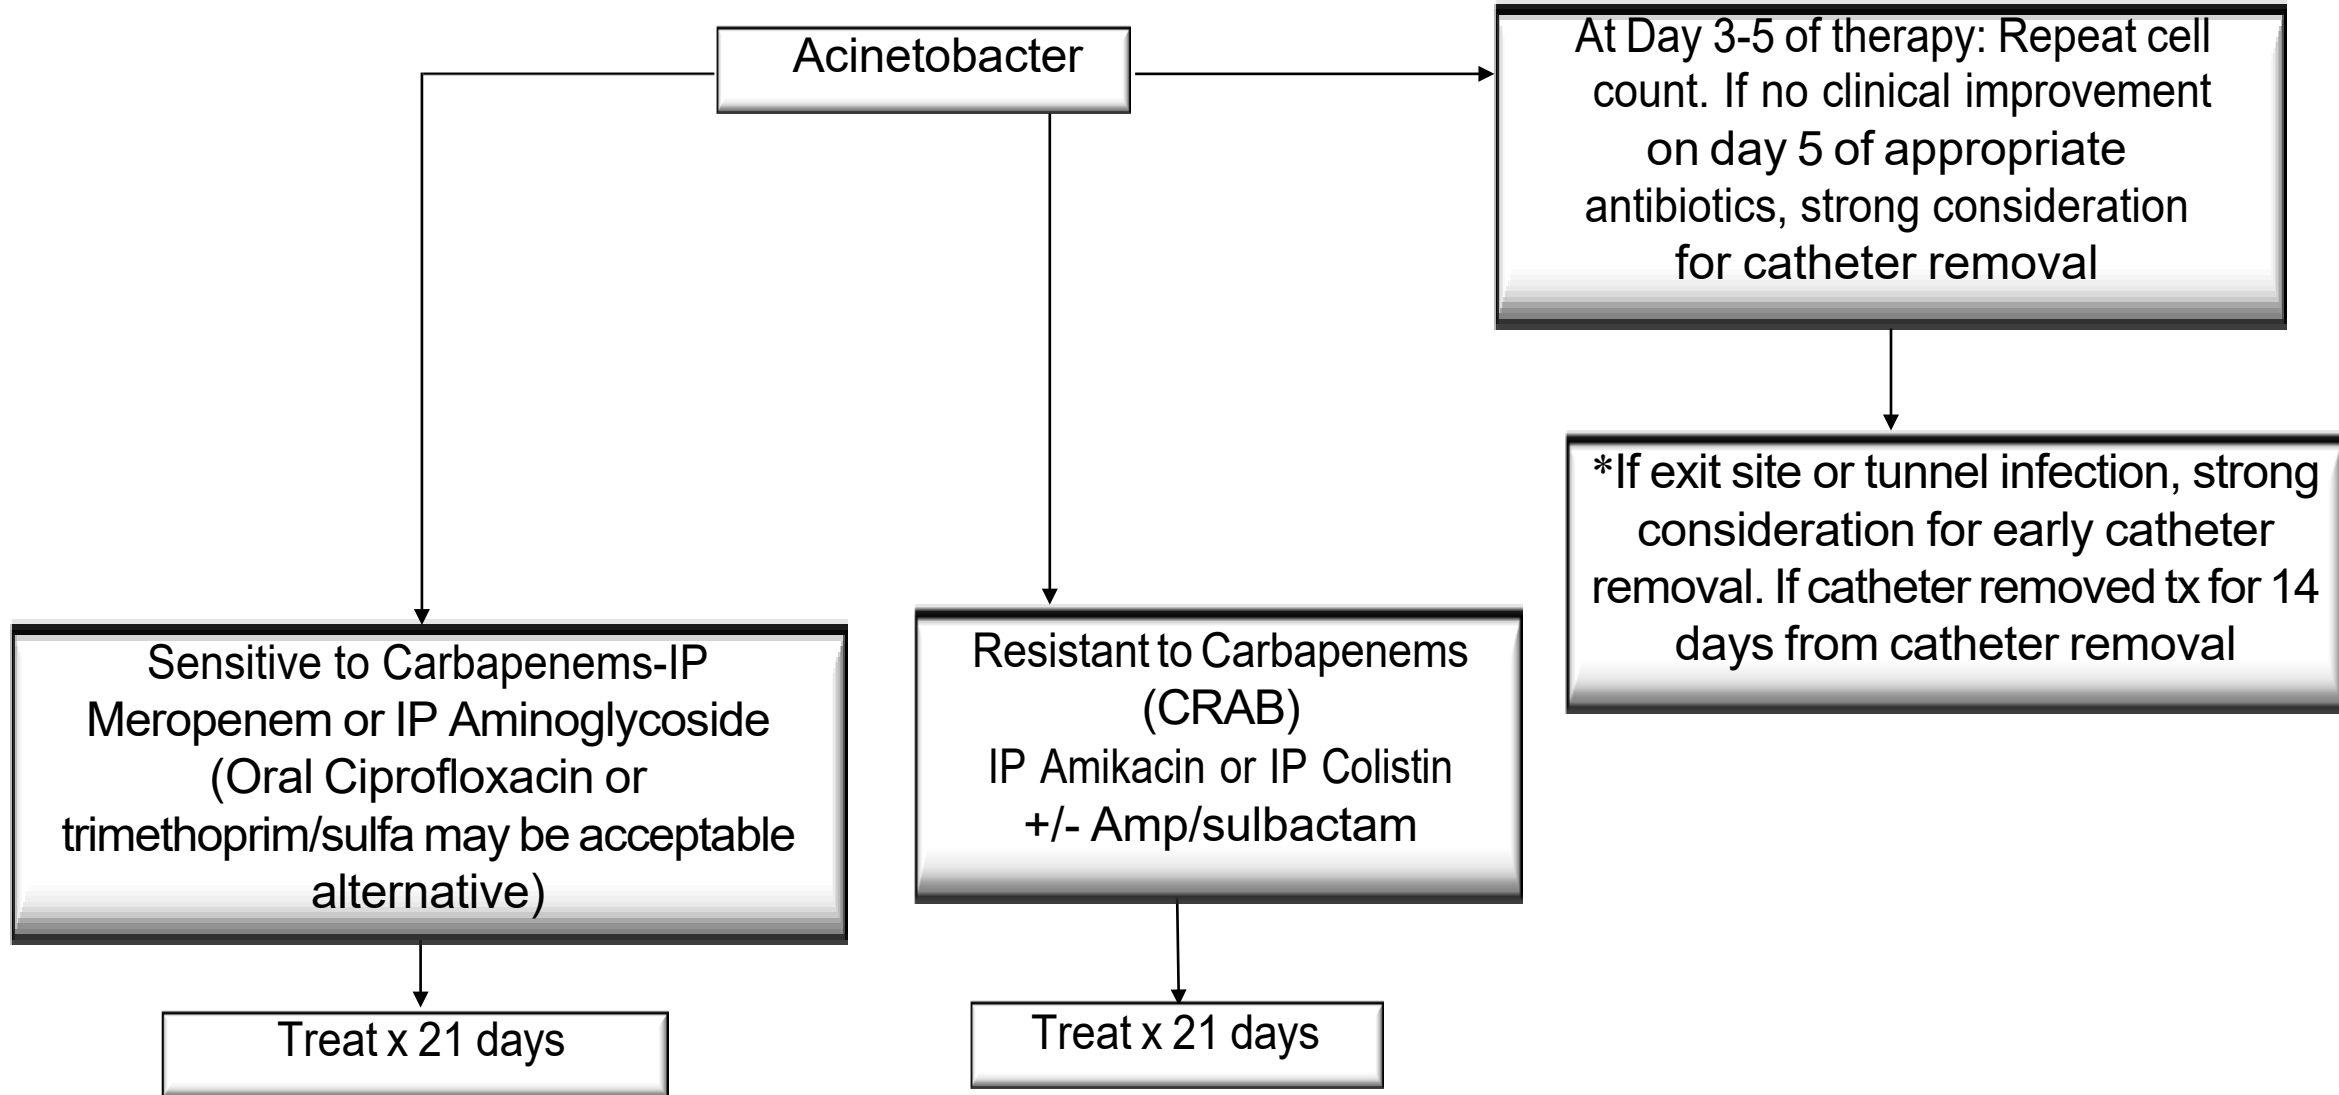 Acinetobacter
At Day 3-5 of therapy: Repeat cell
count. If no clinical improvement
on day 5 of appropriate
antibiotics, strong consideration
for catheter removal
*If exit site or tunnel infection, strong
consideration for early catheter
removal. If catheter removed tx for 14
days from catheter removal
Sensitive to Carbapenems-IP
Meropenem or IP Aminoglycoside
(Oral Ciprofloxacin or
trimethoprim/sulfa may be acceptable
alternative)
Treat x 21 days
Resistant to Carbapenems
(CRAB)
IP Amikacin or IP Colistin
+/- Amp/sulbactam
Treat x 21 days